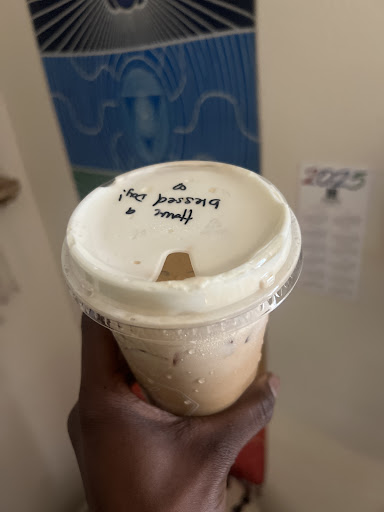 Have a
blessed Day!
♡
2025